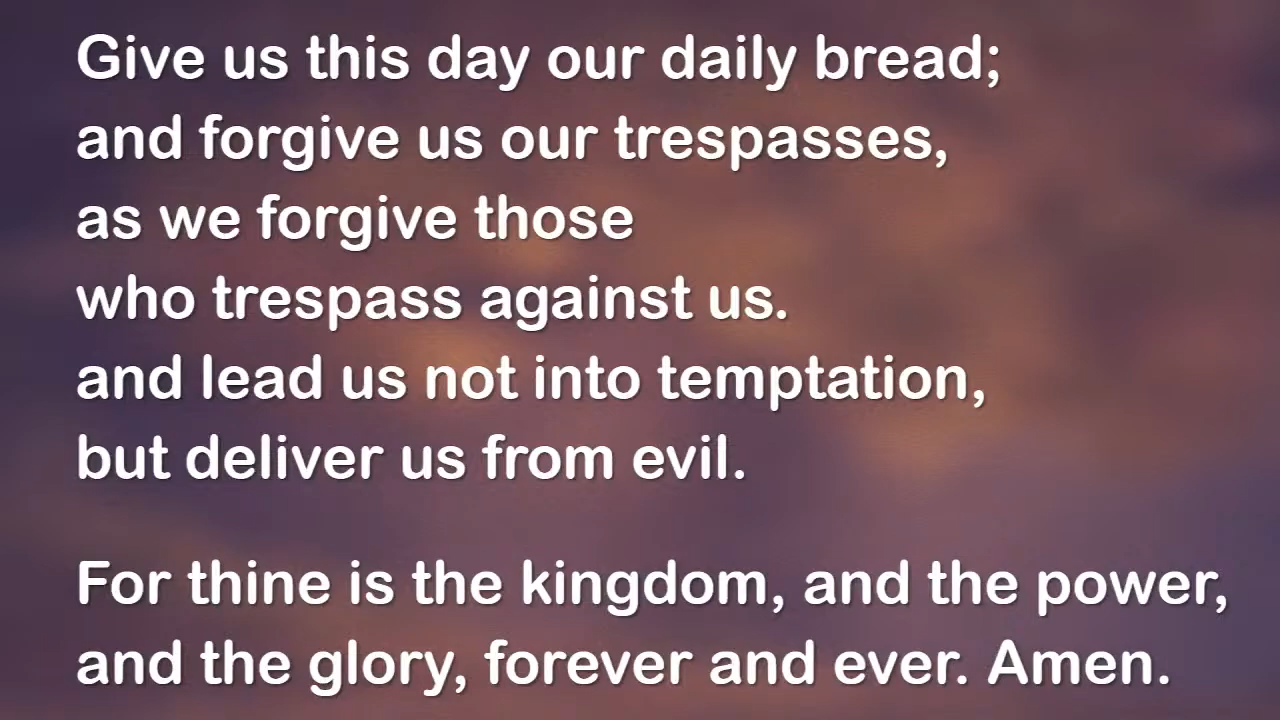 Give us this day our daily bread;
and forgive us our trespasses,
as we forgive those
who trespass against us.
and lead us not into temptation,
but deliver us from evil.
For thine is the kingdom, and the power,
and the glory, forever and ever. Amen.